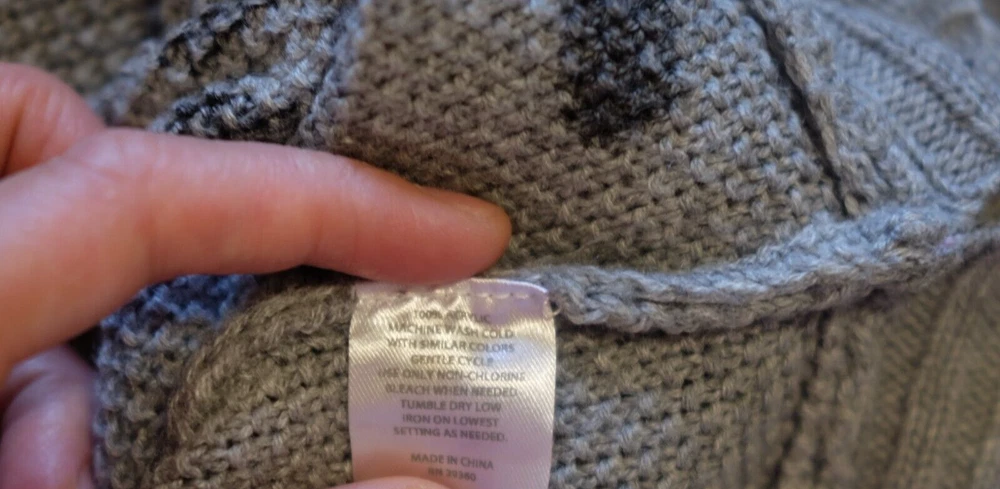 100% ACRYLIC
MACHINE WASH COLD
WITH SIMILAR COLORS
GENTLE CYCLE
USE ONLY NON-CHLORINE
BLEACH WHEN NEEDED
TUMBLE DRY LOW
IRON ON LOWEST
SETTING AS NEEDED.
MADE IN CHINA
RN